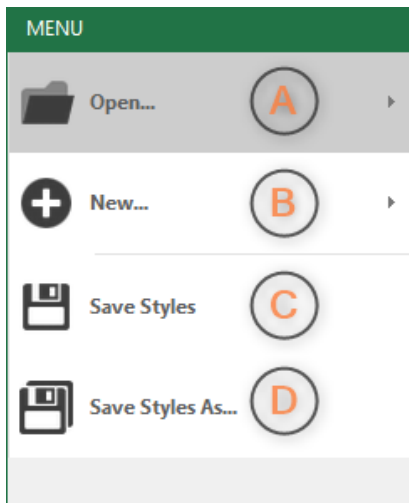 MENU
Open... A
New... B
Save Styles C
Save Styles As... D